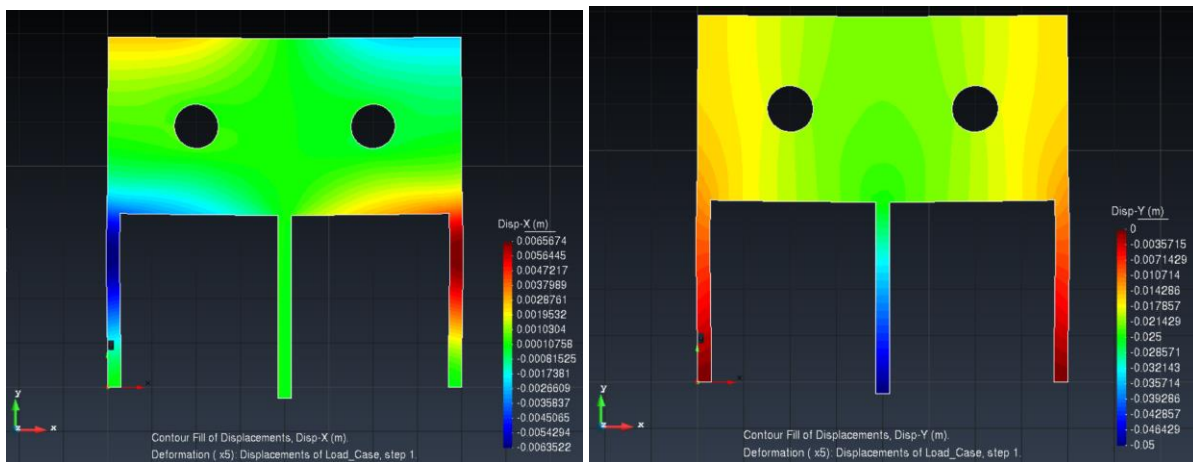 Disp-X (m)
0.0065674
0.0056445
0.0047217
0.0037989
0.0028761
0.0019532
0.0010304
0.00010758
-0.00081525
-0.0017381
-0.0026609
-0.0035837
-0.0045065
-0.0054294
-0.0063522
y
x
x
Contour Fill of Displacements, Disp-X (m).
Deformation ( x5): Displacements of Load_Case, step 1.
Disp-Y (m)
0
-0.0035715
-0.0071429
-0.010714
-0.014286
-0.017857
-0.021429
-0.025
-0.028571
-0.032143
-0.035714
-0.039286
-0.042857
-0.046429
-0.05
y
x
x
Contour Fill of Displacements, Disp-Y (m).
Deformation ( x5): Displacements of Load_Case, step 1.